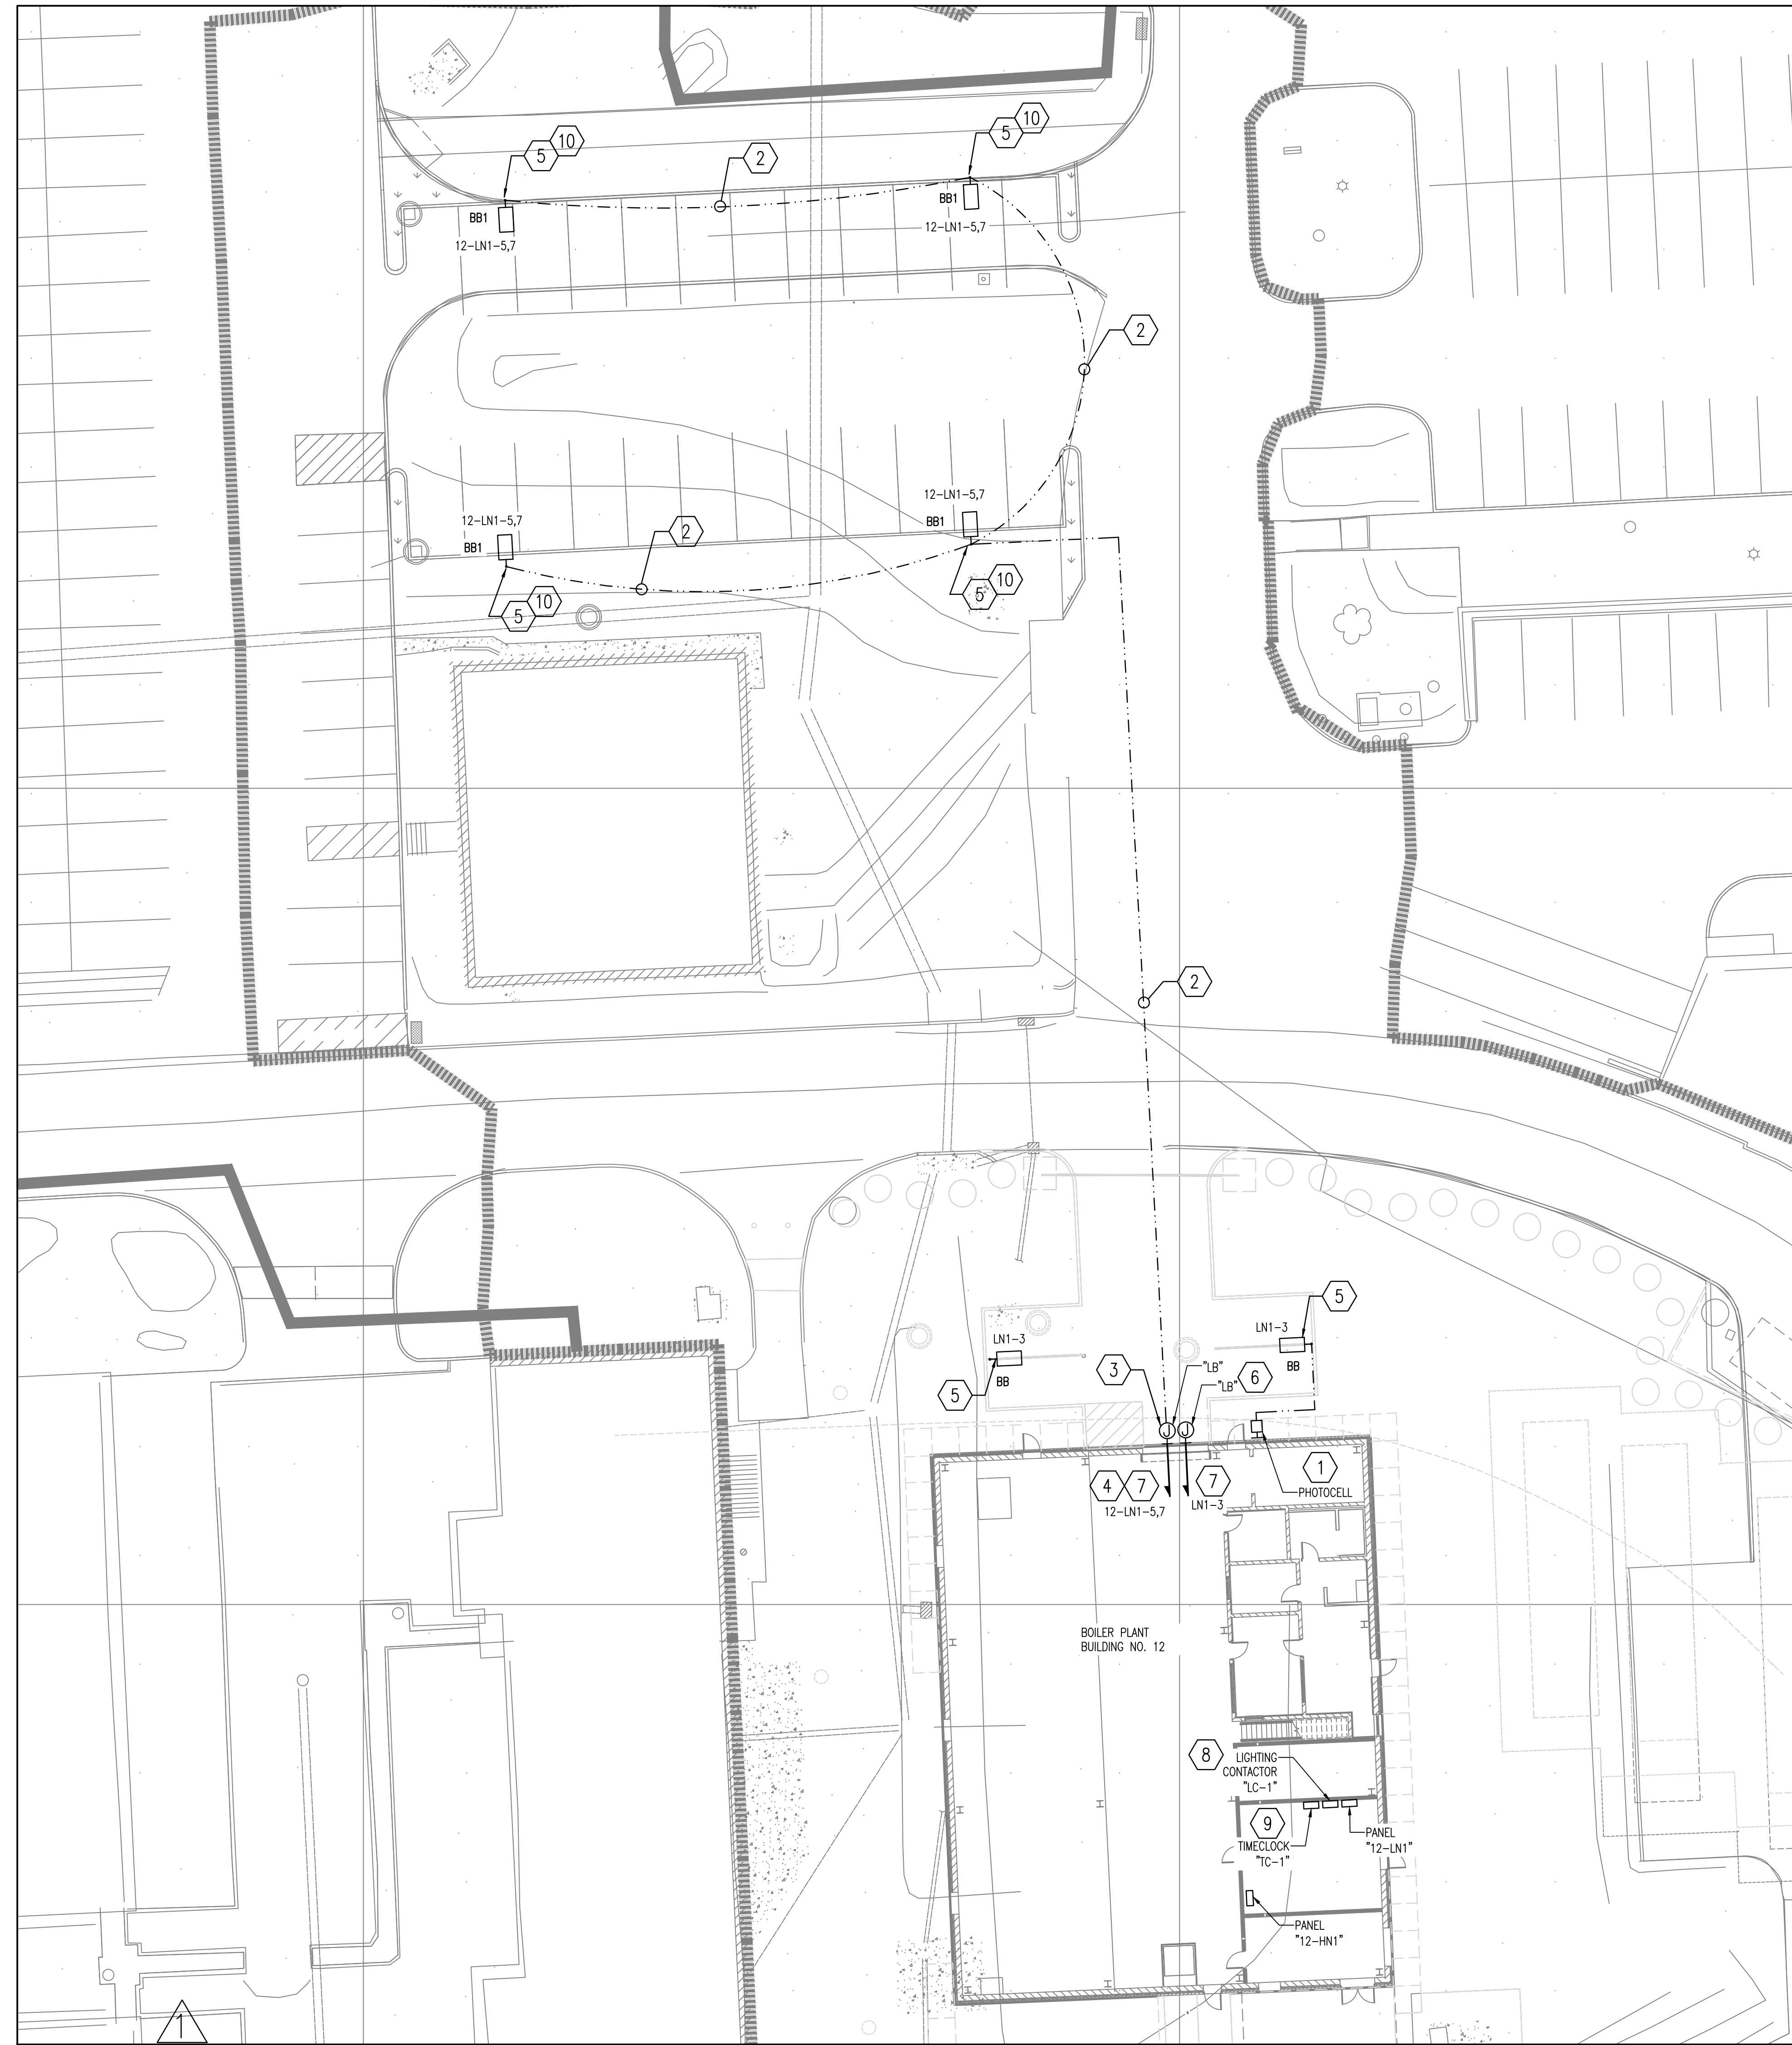 10
5
10
5
2
BB1
12-LN1-5,7
BB1
12-LN1-5,7
2
12-LN1-5,7
BB1
12-LN1-5,7
BB1
2
10
5
10
5
2
5
LN1-3
BB
5
LN1-3
BB
3
"LB"
"LB"
6
J
J
4
7
12-LN1-5,7
7
LN1-3
1
PHOTOCELL
BOILER PLANT
BUILDING NO. 12
8
LIGHTING
CONTACTOR
"LC-1"
9
TIMECLOCK
"TC-1"
PANEL
"12-LN1"
PANEL
"12-HN1"
1